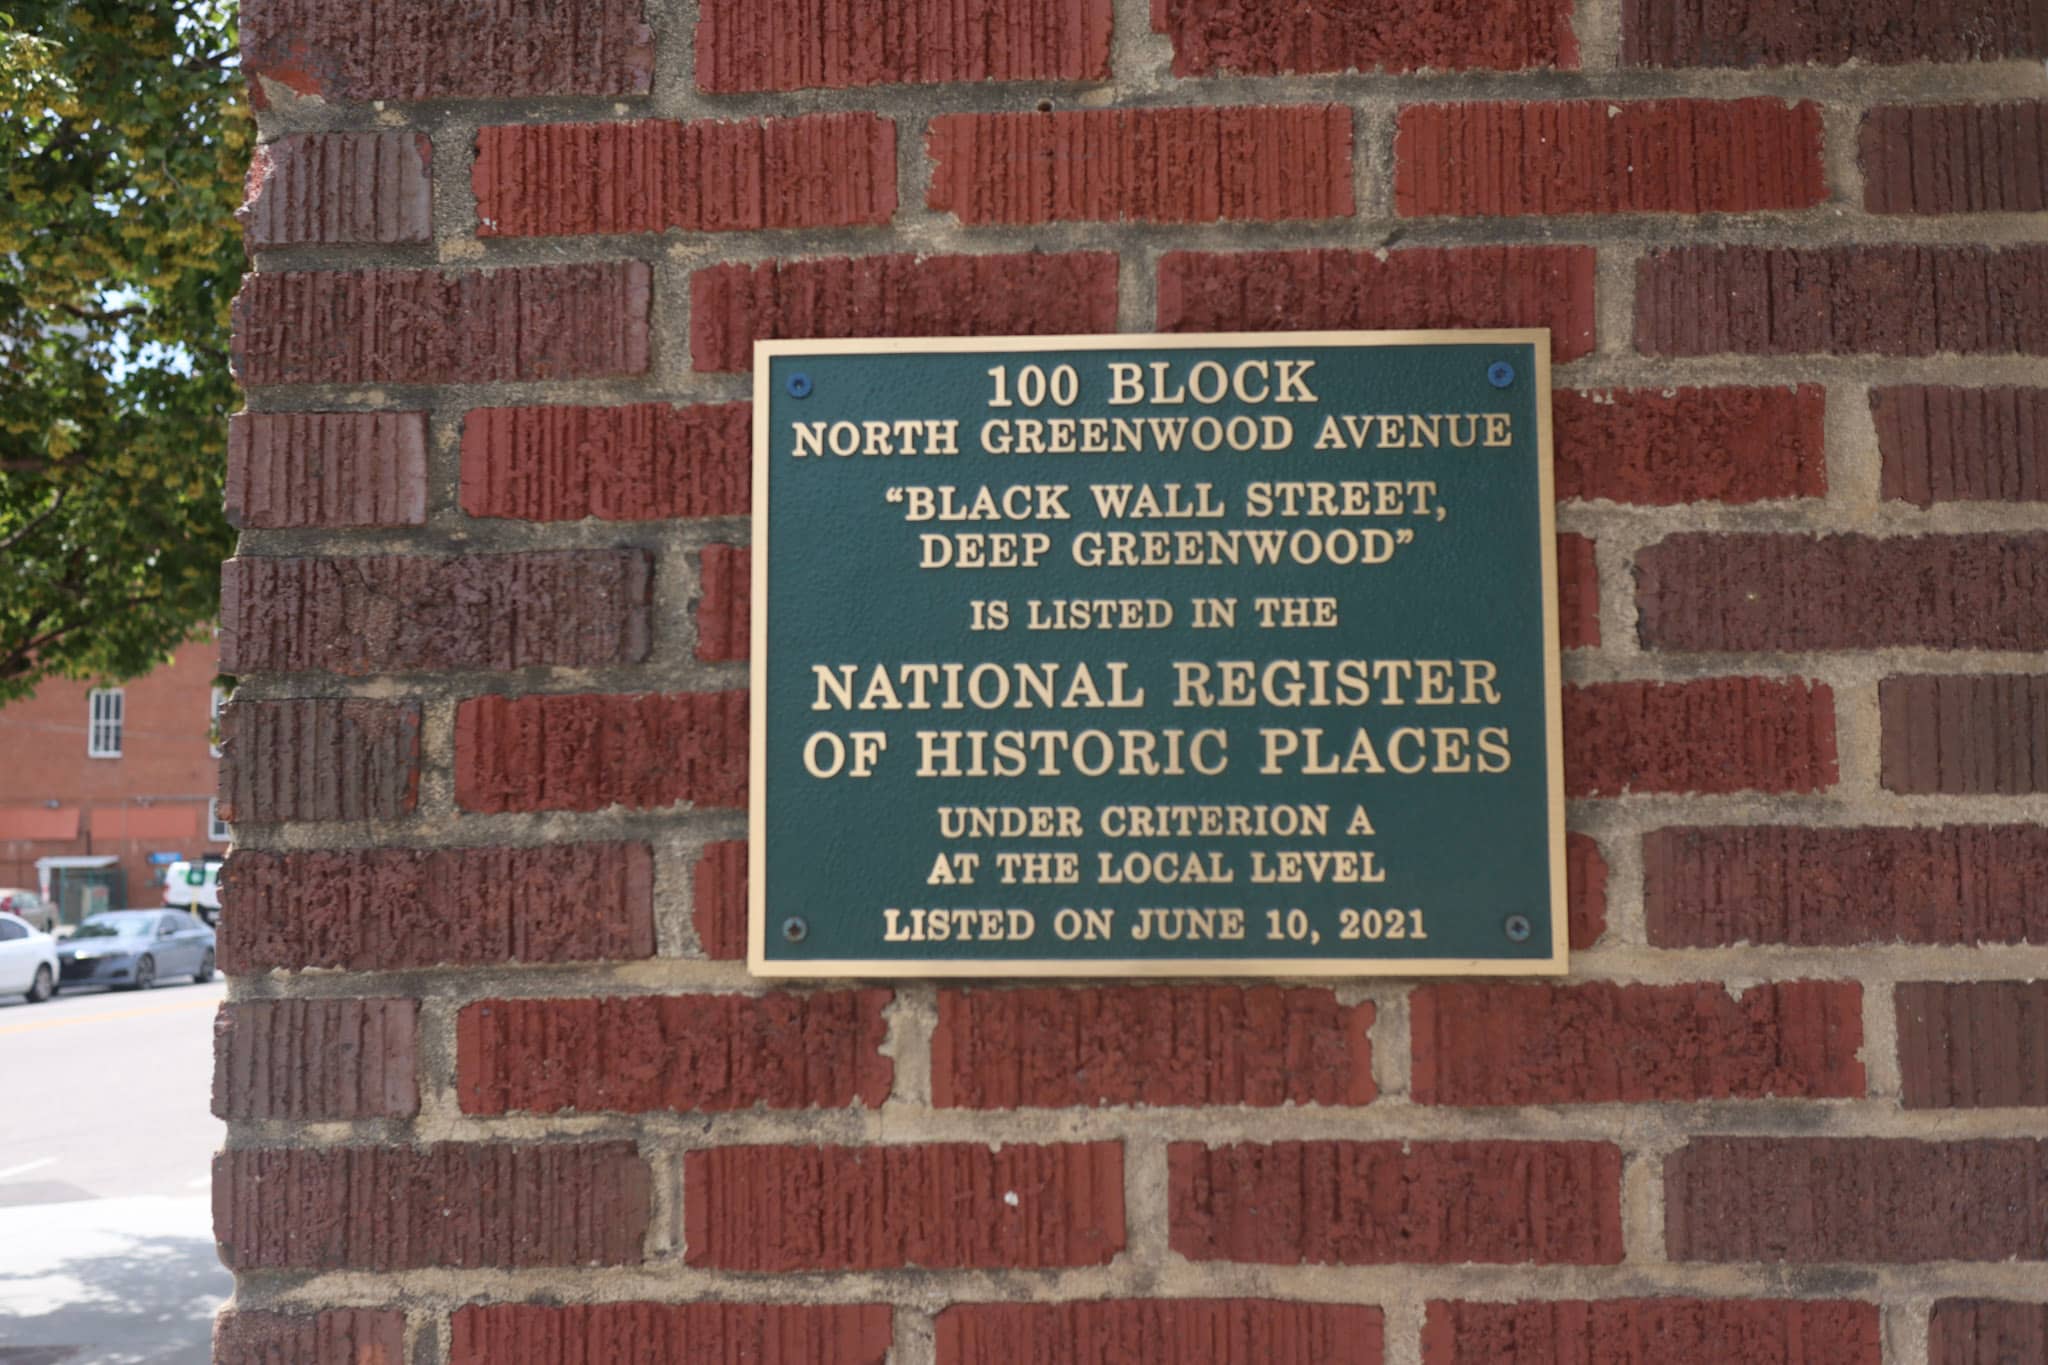 100 BLOCK
NORTH GREENWOOD AVENUE
“BLACK WALL STREET,
DEEP GREENWOOD”
IS LISTED IN THE
NATIONAL REGISTER
OF HISTORIC PLACES
UNDER CRITERION A
AT THE LOCAL LEVEL
LISTED ON JUNE 10, 2021